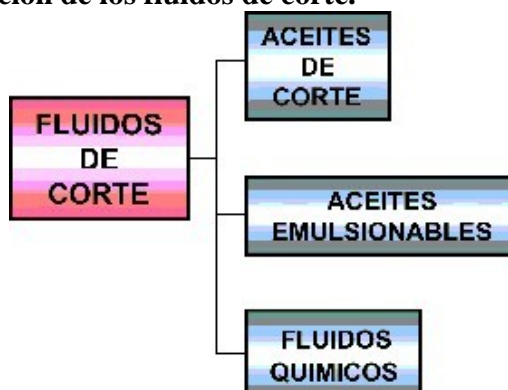 ción de los fluidos de corte.
ACEITES
DE
CORTE
FLUIDOS
DE
CORTE
ACEITES
EMULSIONABLES
FLUIDOS
QUIMICOS